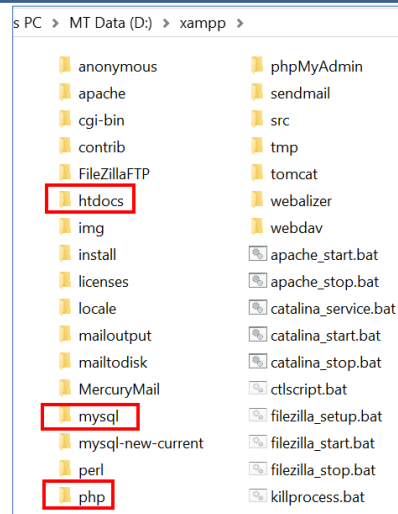 s PC > MT Data (D:) > xampp >
anonymous
apache
cgi-bin
contrib
FileZillaFTP
htdocs
img
install
licenses
locale
mailoutput
mailtodisk
MercuryMail
mysql
mysql-new-current
perl
php
phpMyAdmin
sendmail
src
tmp
tomcat
webalizer
webdav
apache_start.bat
apache_stop.bat
catalina_service.bat
catalina_start.bat
catalina_stop.bat
ctlscript.bat
filezilla_setup.bat
filezilla_start.bat
filezilla_stop.bat
killprocess.bat